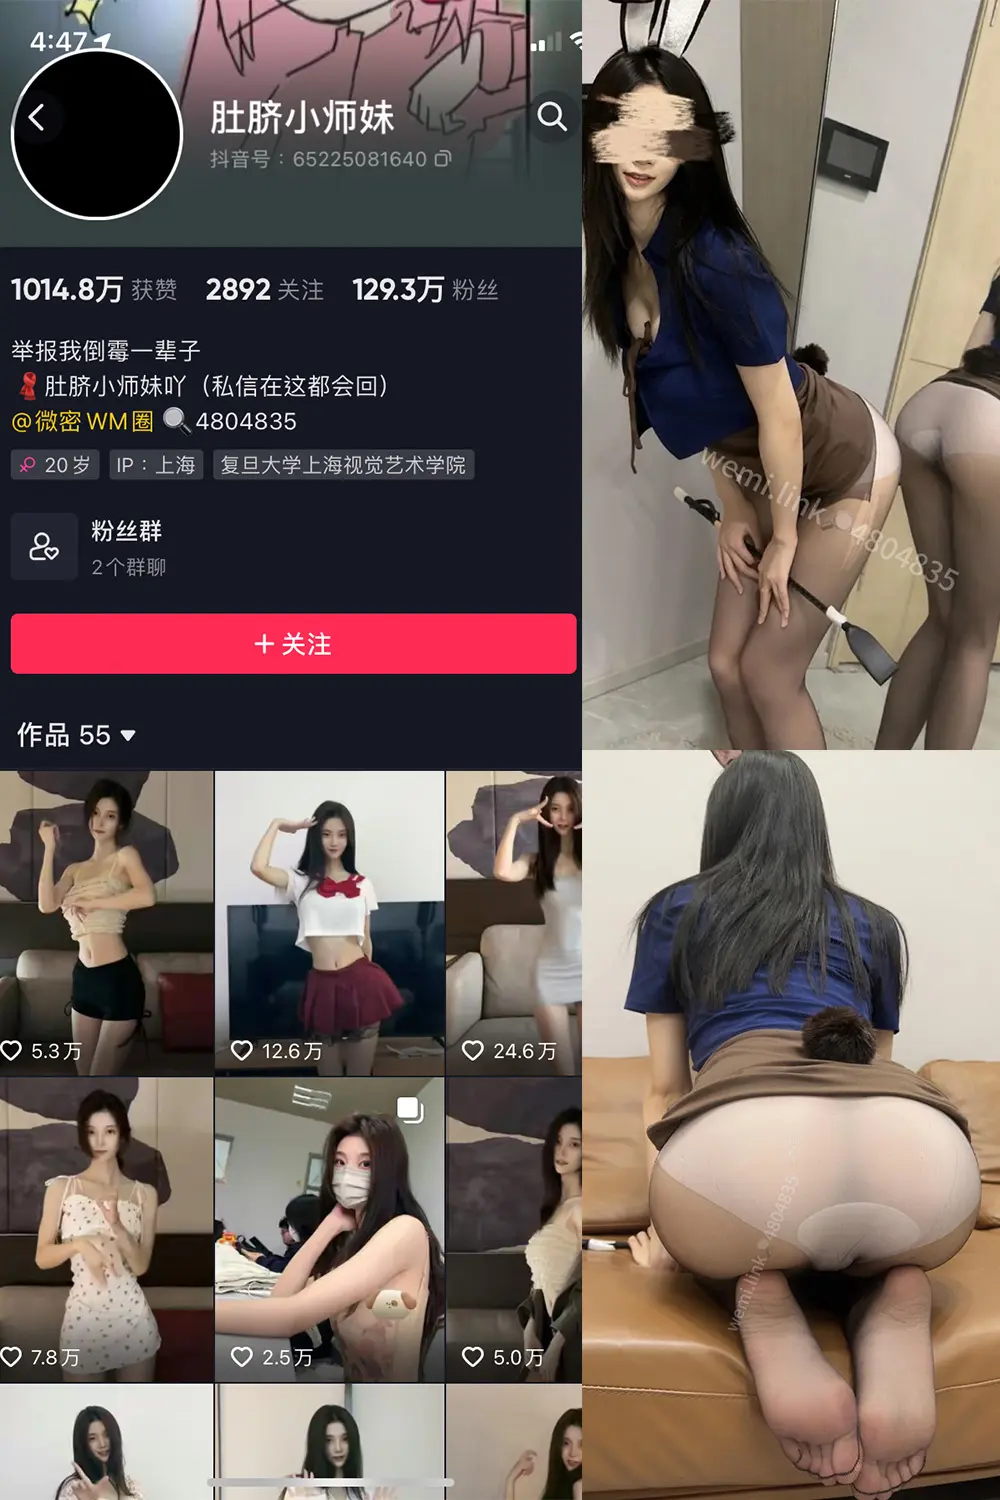 4:47
肚脐小师妹
抖音号：65225081640
1014.8万 获赞 2892 关注 129.3万 粉丝
举报我倒霉一辈子
肚脐小师妹吖（私信在这都会回）
@微密 WM 圈 🔍 4804835
♀ 20岁 IP：上海 复旦大学上海视觉艺术学院
粉丝群
2个群聊
+ 关注
作品 55
5.3万 12.6万 24.6万
7.8万 2.5万 5.0万
wemi.link 4804835
wemi.link 4804835